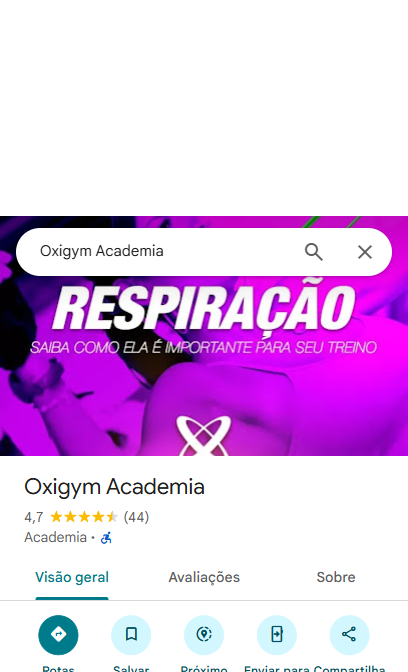 Oxigym Academia
RESPIRAÇÃO
SAIBA COMO ELA É IMPORTANTE PARA SEU TREINO
Oxigym Academia
4,7 (44)
Academia ·
Visão geral Avaliações Sobre
Rotas Salvar Próximo Enviar para Compartilha